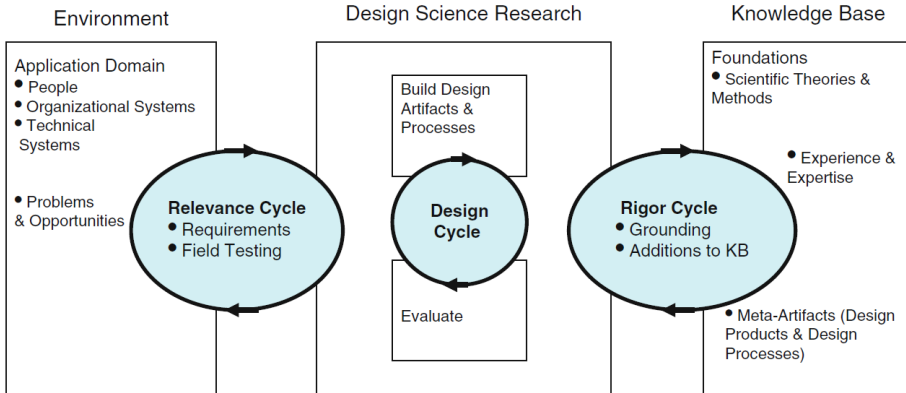 Environment
Design Science Research
Knowledge Base
Application Domain
• People
• Organizational Systems
• Technical
Systems
• Problems
& Opportunities
Relevance Cycle
• Requirements
• Field Testing
Build Design
Artifacts &
Processes
Design
Cycle
Evaluate
Rigor Cycle
• Grounding
• Additions to KB
Foundations
• Scientific Theories &
Methods
• Experience &
Expertise
• Meta-Artifacts (Design
Products & Design
Processes)